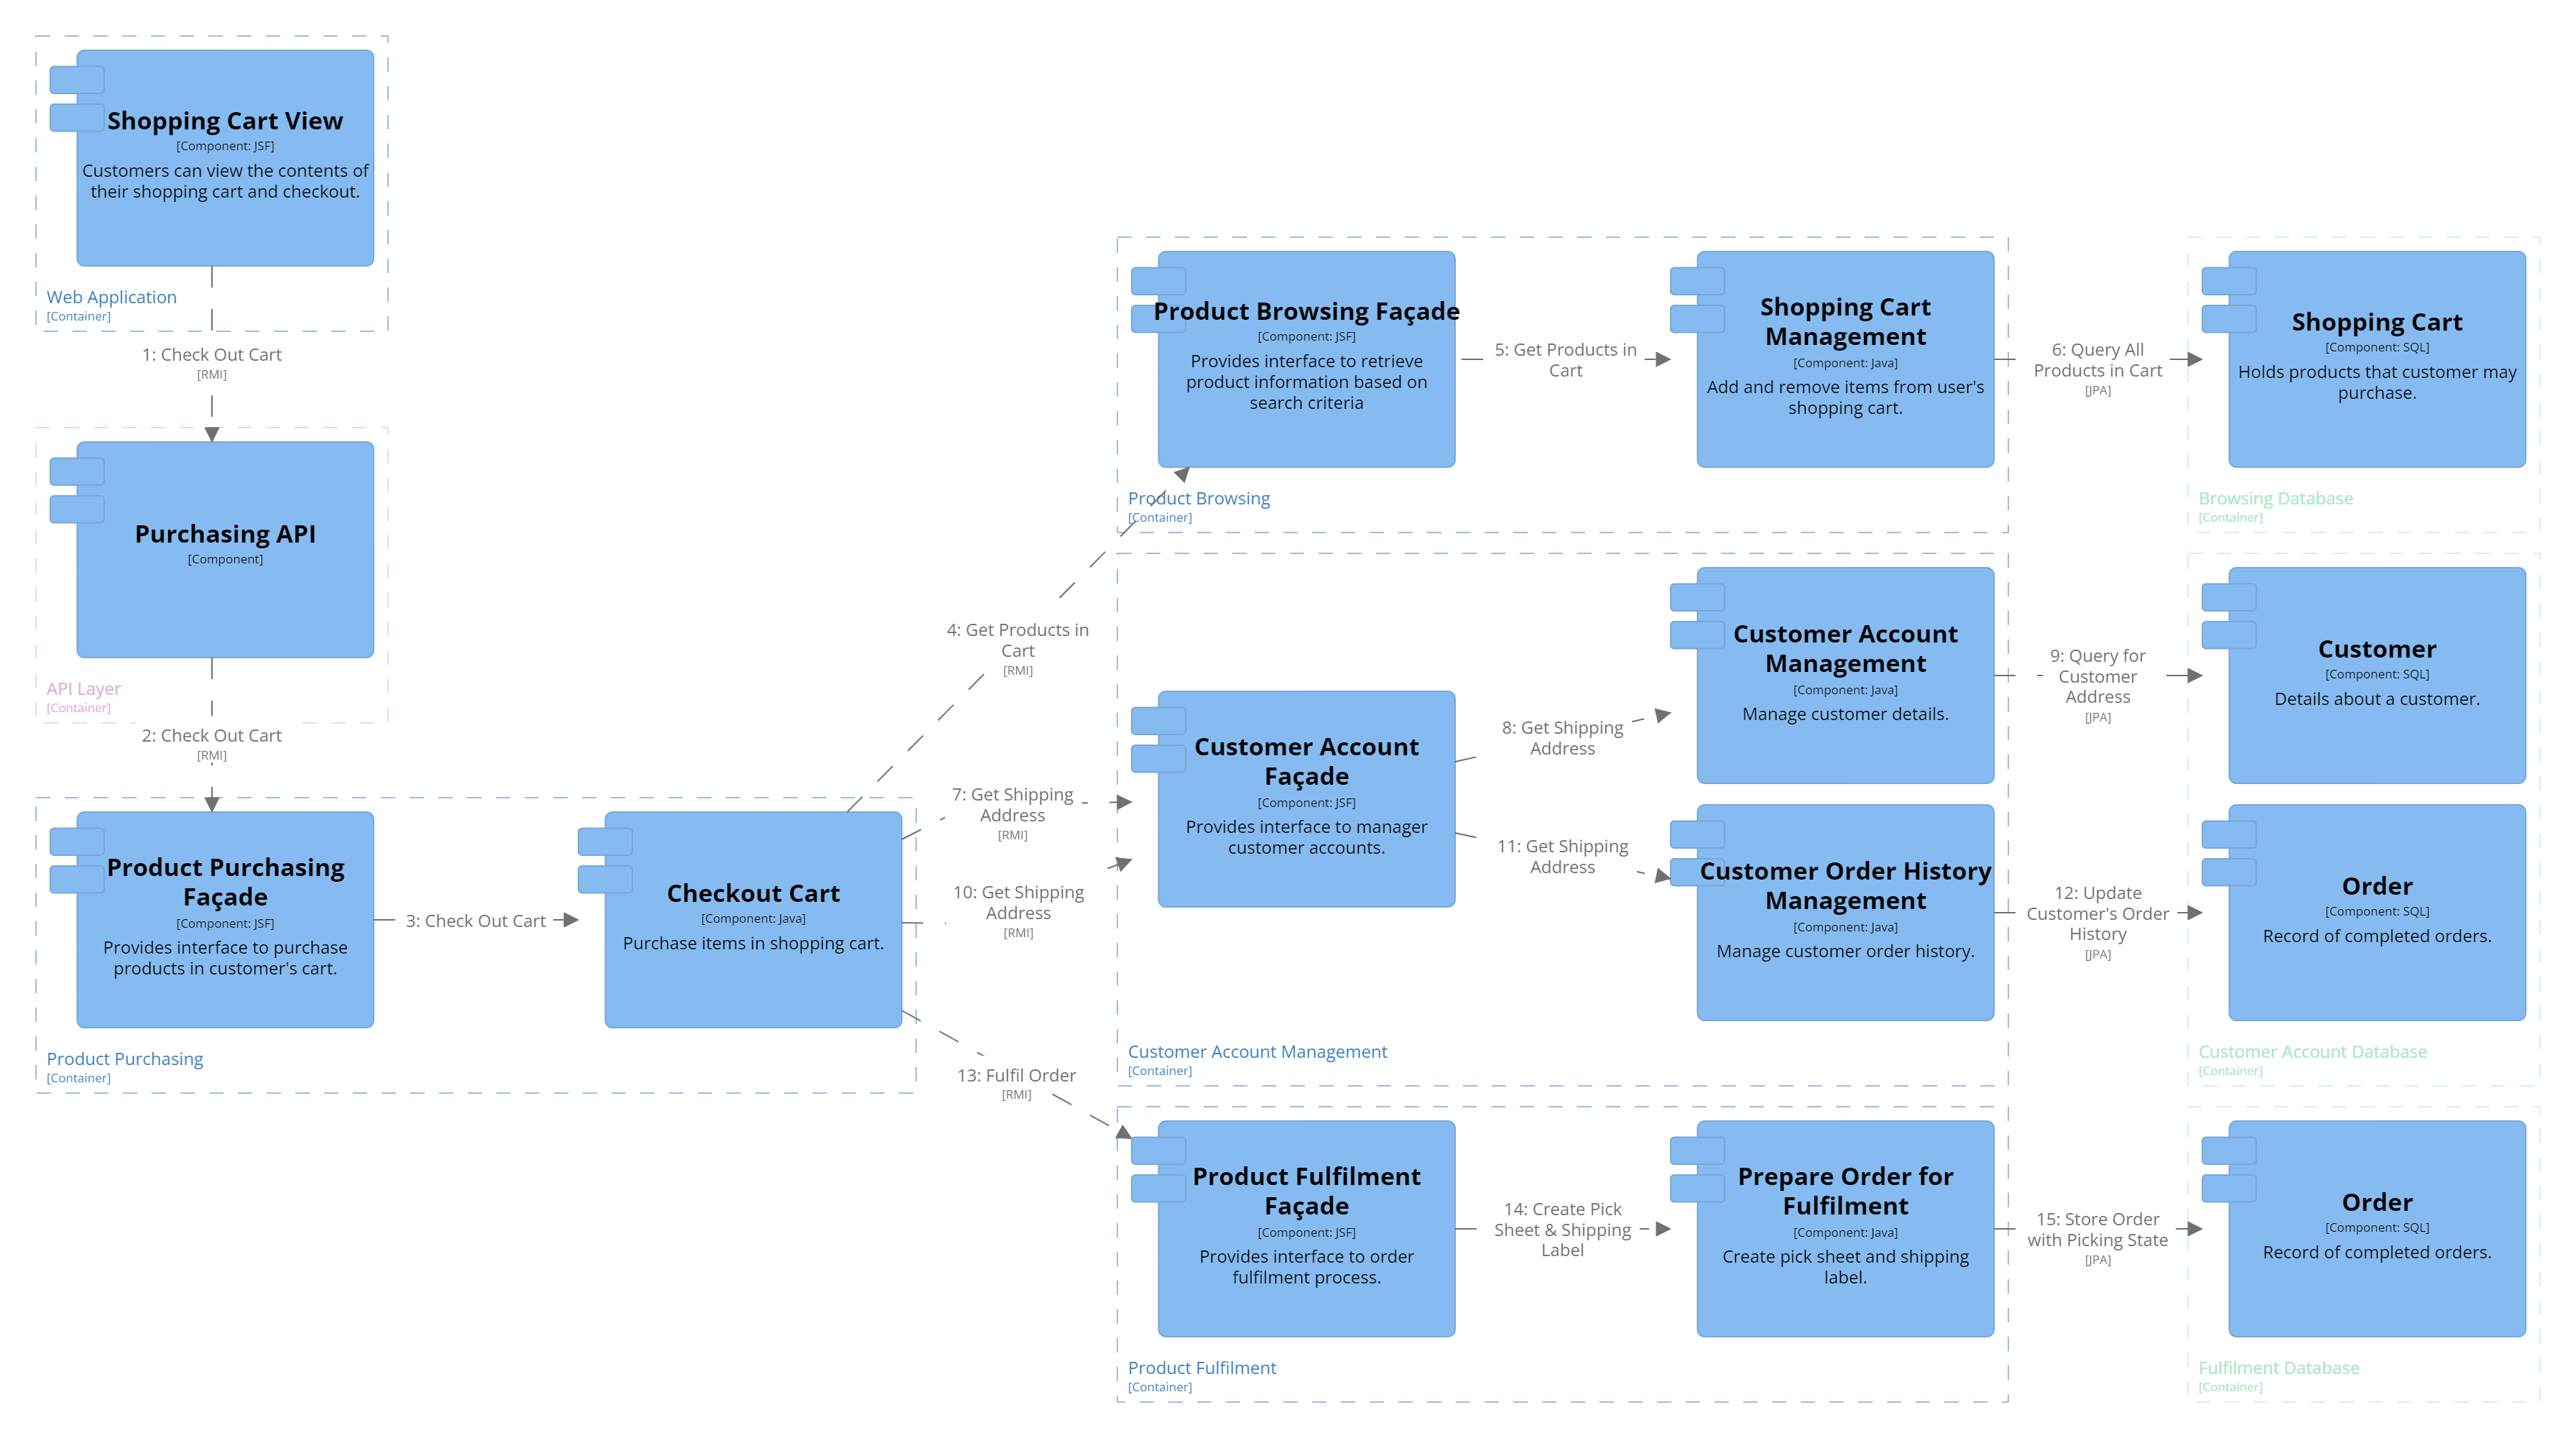 Shopping Cart View
[Component: JSF]
Customers can view the contents of
their shopping cart and checkout.
Web Application
[Container]
1: Check Out Cart
[RMI]
Purchasing API
[Component]
API Layer
[Container]
2: Check Out Cart
[RMI]
Product Purchasing
Façade
[Component: JSF]
Provides interface to purchase
products in customer's cart.
3: Check Out Cart
Checkout Cart
[Component: Java]
Purchase items in shopping cart.
Product Purchasing
[Container]
4: Get Products in
Cart
[RMI]
Product Browsing Façade
[Component: JSF]
Provides interface to retrieve
product information based on
search criteria
5: Get Products in
Cart
Shopping Cart
Management
[Component: Java]
Add and remove items from user's
shopping cart.
Product Browsing
[Container]
6: Query All
Products in Cart
[JPA]
Shopping Cart
[Component: SQL]
Holds products that customer may
purchase.
Browsing Database
[Container]
7: Get Shipping
Address
[RMI]
Customer Account
Façade
[Component: JSF]
Provides interface to manager
customer accounts.
8: Get Shipping
Address
Customer Account
Management
[Component: Java]
Manage customer details.
9: Query for
Customer
Address
[JPA]
Customer
[Component: SQL]
Details about a customer.
10: Get Shipping
Address
[RMI]
11: Get Shipping
Address
Customer Order History
Management
[Component: Java]
Manage customer order history.
Customer Account Management
[Container]
12: Update
Customer's Order
History
[JPA]
Order
[Component: SQL]
Record of completed orders.
Customer Account Database
[Container]
13: Fulfil Order
[RMI]
Product Fulfilment
Façade
[Component: JSF]
Provides interface to order
fulfilment process.
14: Create Pick
Sheet & Shipping
Label
Prepare Order for
Fulfilment
[Component: Java]
Create pick sheet and shipping
label.
Product Fulfilment
[Container]
15: Store Order
with Picking State
[JPA]
Order
[Component: SQL]
Record of completed orders.
Fulfilment Database
[Container]